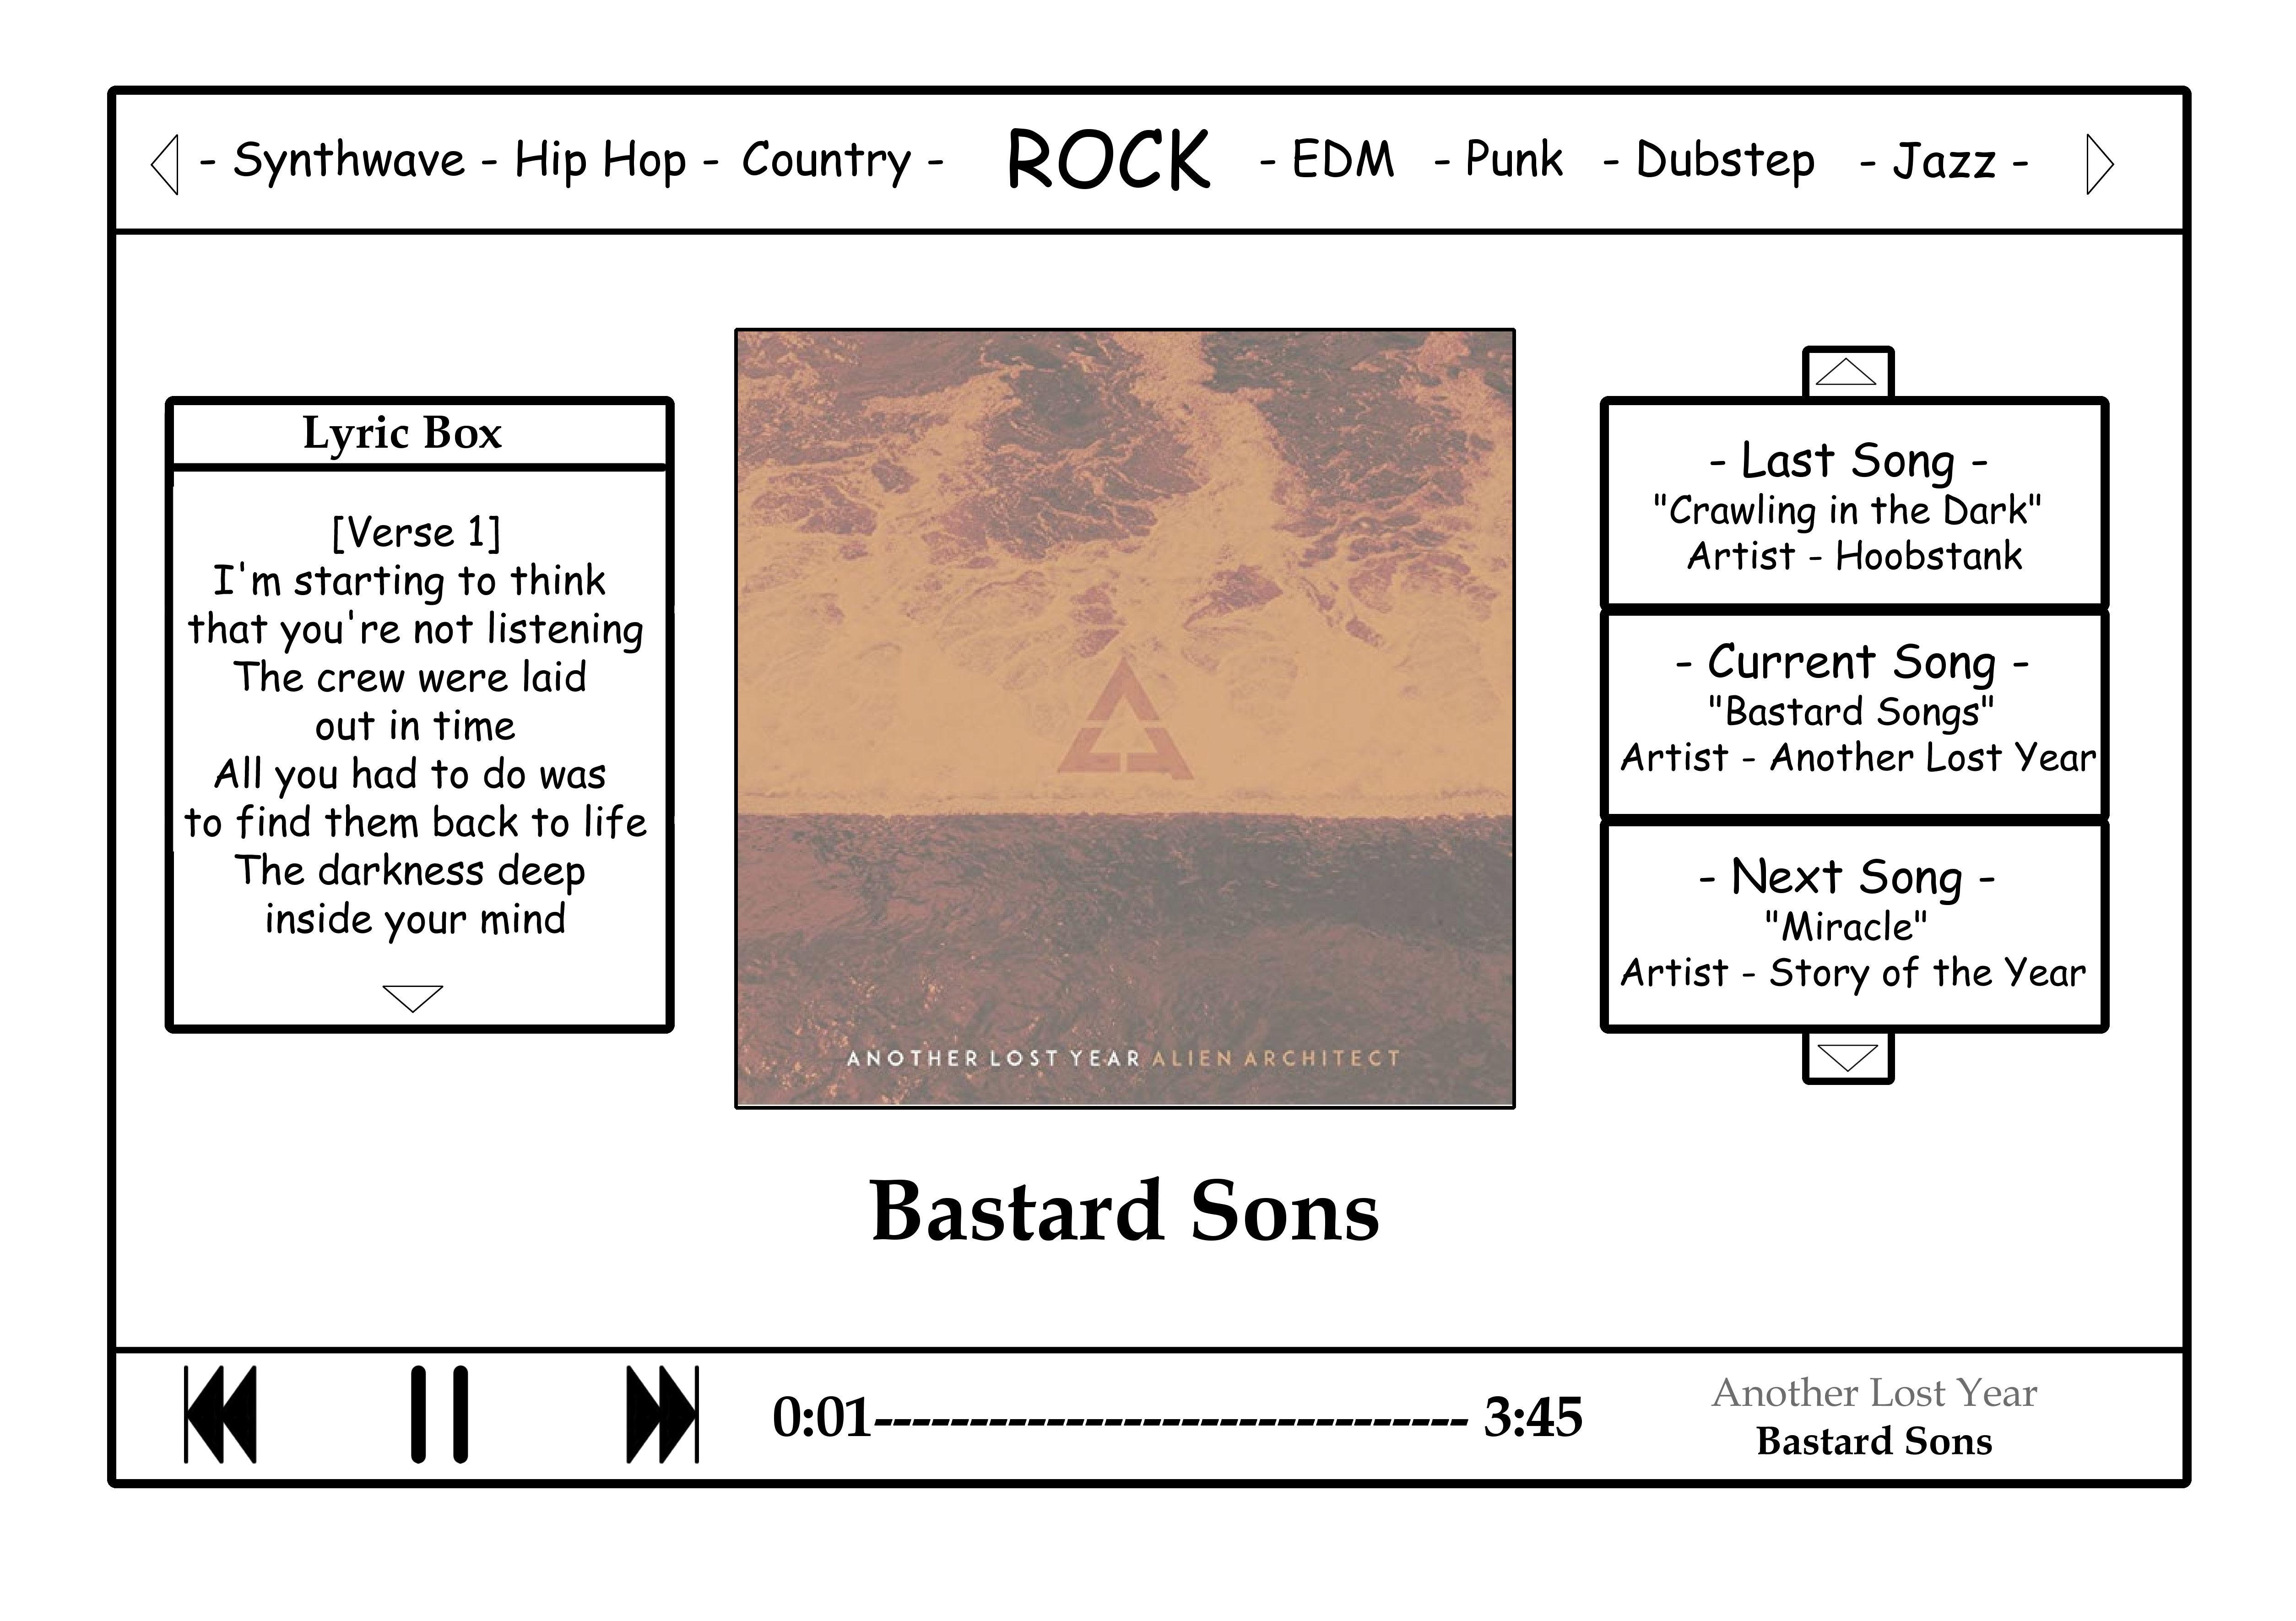 - Synthwave - Hip Hop - Country - ROCK - EDM - Punk - Dubstep - Jazz -
Lyric Box
[Verse 1]
I'm starting to think
that you're not listening
The crew were laid
out in time
All you had to do was
to find them back to life
The darkness deep
inside your mind
ANOTHER LOST YEAR ALIEN ARCHITECT
- Last Song -
"Crawling in the Dark"
Artist - Hoobstank
- Current Song -
"Bastard Songs"
Artist - Another Lost Year
- Next Song -
"Miracle"
Artist - Story of the Year
Bastard Sons
0:01------------------------------- 3:45
Another Lost Year
Bastard Sons